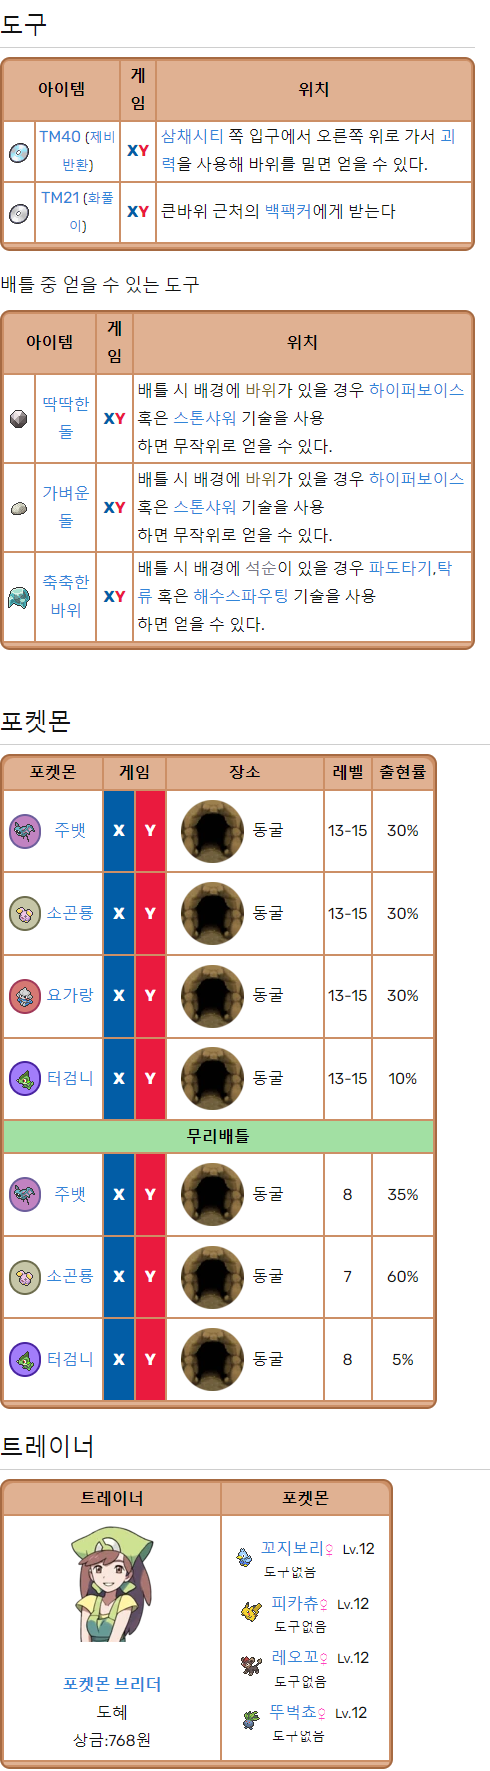 도구
아이템 게임 위치
TM40 (제비반환) XY 삼채시티 쪽 입구에서 오른쪽 위로 가서 괴력을 사용해 바위를 밀면 얻을 수 있다.
TM21 (화풀이) XY 큰바위 근처의 백팩커에게 받는다
배틀 중 얻을 수 있는 도구
아이템 게임 위치
딱딱한돌 XY 배틀 시 배경에 바위가 있을 경우 하이퍼보이스
혹은 스톤샤워 기술을 사용
하면 무작위로 얻을 수 있다.
가벼운돌 XY 배틀 시 배경에 바위가 있을 경우 하이퍼보이스
혹은 스톤샤워 기술을 사용
하면 무작위로 얻을 수 있다.
축축한바위 XY 배틀 시 배경에 석순이 있을 경우 파도타기,탁
류 혹은 해수스파우팅 기술을 사용
하면 얻을 수 있다.
포켓몬
포켓몬 게임 장소 레벨 출현률
주뱃 X Y 동굴 13-15 30%
소곤룡 X Y 동굴 13-15 30%
요가랑 X Y 동굴 13-15 30%
터검니 X Y 동굴 13-15 10%
무리배틀
주뱃 X Y 동굴 8 35%
소곤룡 X Y 동굴 7 60%
터검니 X Y 동굴 8 5%
트레이너
트레이너 포켓몬
포켓몬 브리더
도혜
상금:768원
꼬지보리♀ Lv.12
도구없음
피카츄♀ Lv.12
도구없음
레오꼬♀ Lv.12
도구없음
뚜벅쵸♀ Lv.12
도구없음